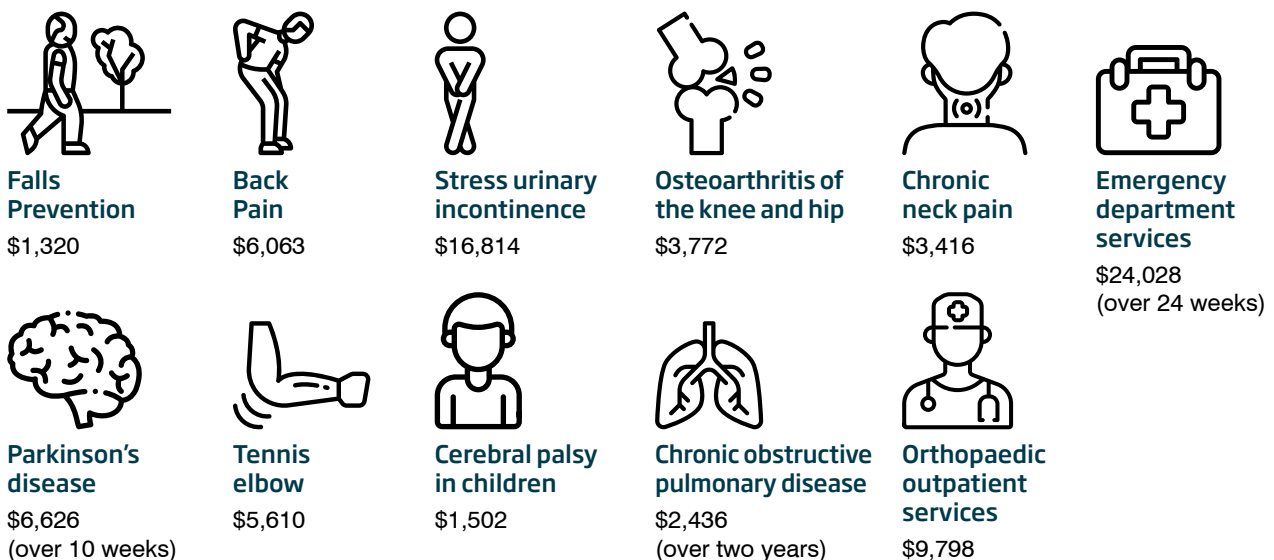 Falls
Prevention
$1,320
Back
Pain
$6,063
Stress urinary
incontinence
$16,814
Osteoarthritis of
the knee and hip
$3,772
Chronic
neck pain
$3,416
Emergency
department
services
$24,028
(over 24 weeks)
Parkinson’s
disease
$6,626
(over 10 weeks)
Tennis
elbow
$5,610
Cerebral palsy
in children
$1,502
Chronic obstructive
pulmonary disease
$2,436
(over two years)
Orthopaedic
outpatient
services
$9,798